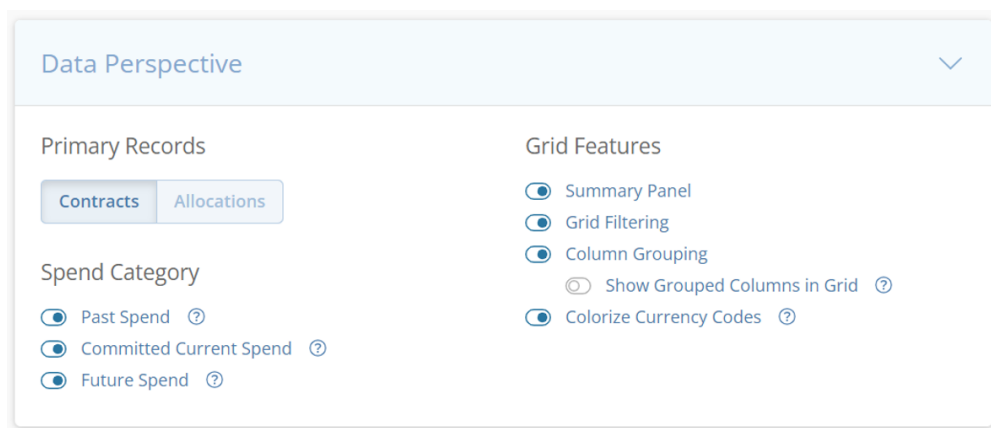 Data Perspective
Primary Records
Contracts
Allocations
Spend Category
Past Spend ?
Committed Current Spend ?
Future Spend ?
Grid Features
Summary Panel
Grid Filtering
Column Grouping
Show Grouped Columns in Grid ?
Colorize Currency Codes ?